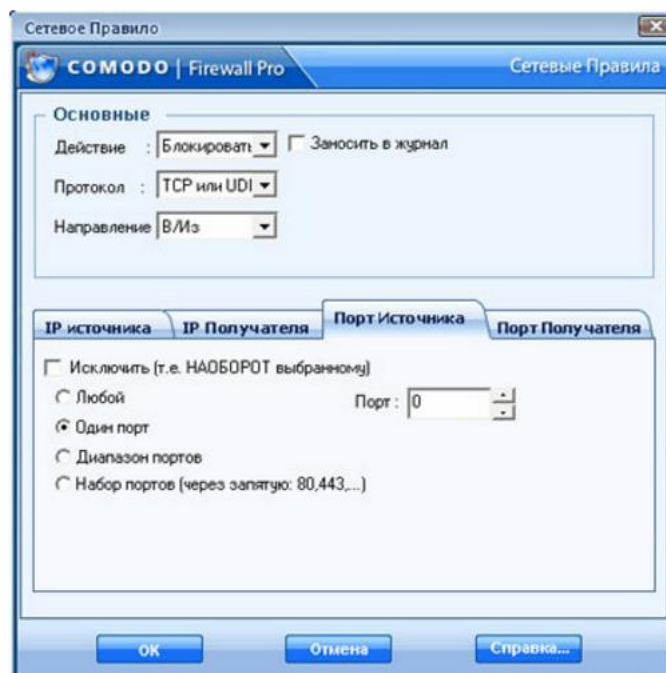 Сетевое Правило
COMODO | Firewall Pro
Сетевые Правила
Основные
Действие : Блокировать
Заносить в журнал
Протокол : TCP или UDI
Направление В/Из
IP источника
IP Получателя
Порт Источника
Порт Получателя
Исключить (т.е. НАОБОРОТ выбранному)
Любой
Порт : 0
Один порт
Диапазон портов
Набор портов (через запятую: 80,443,...)
OK
Отмена
Справка...